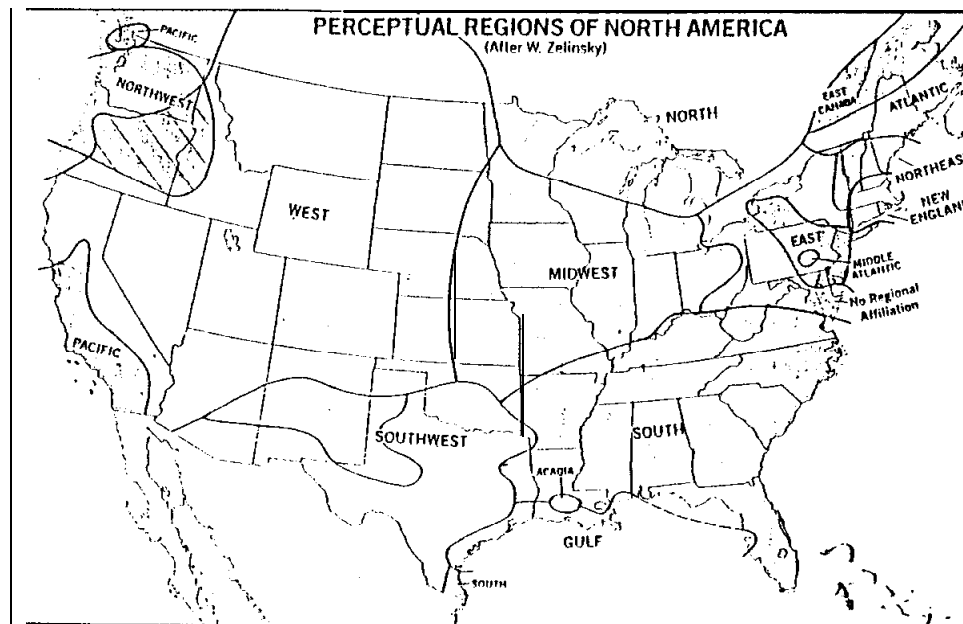 PERCEPTUAL REGIONS OF NORTH AMERICA
(After W. Zelinsky)
PACIFIC
NORTHWEST
EAST
CANADA
ATLANTIC
NORTH
NORTHEAST
NEW
ENGLAND
WEST
EAST
MIDWEST
MIDDLE
ATLANTIC
No Regional
Affiliation
PACIFIC
SOUTHWEST
SOUTH
ACADIA
GULF
SOUTH